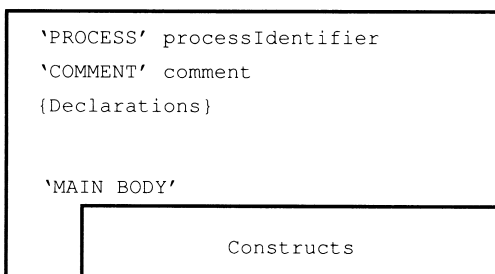 ‘PROCESS’ processIdentifier
‘COMMENT’ comment
{Declarations}
‘MAIN BODY’
Constructs